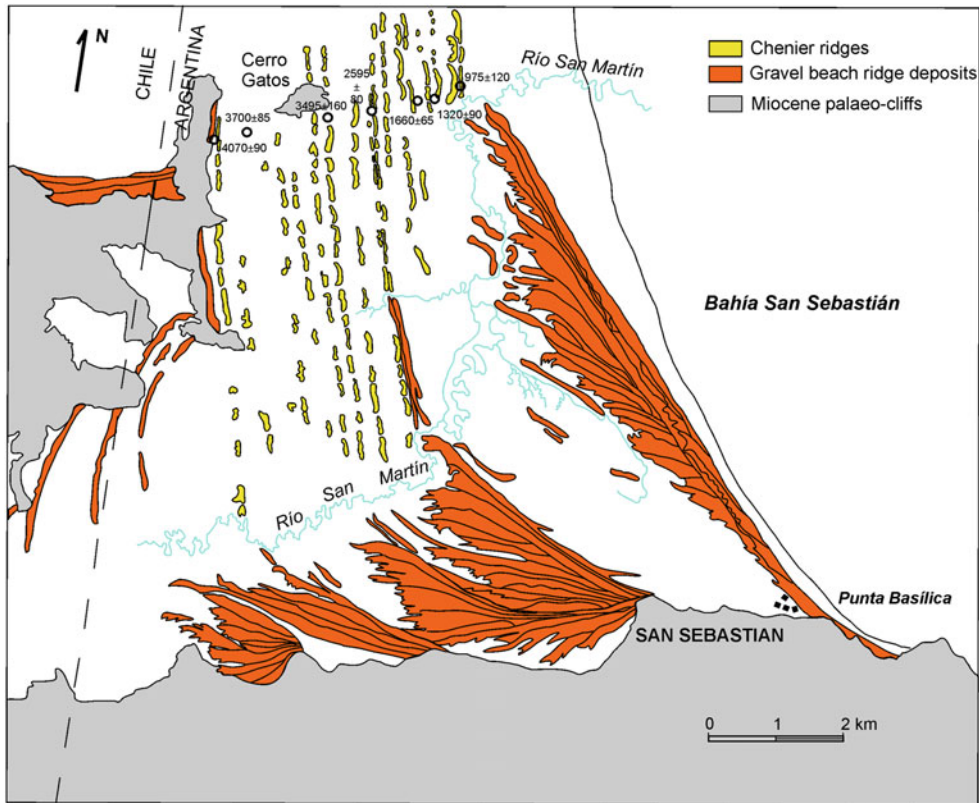 N
CHILE
ARGENTINA
Cerro
Gatos
2595
±
80
3700±85
3495±160
4070±90
1660±65
1320±90
975±120
Río San Martín
Chenier ridges
Gravel beach ridge deposits
Miocene palaeo-cliffs
Bahía San Sebastián
Río San Martín
Punta Basílica
SAN SEBASTIAN
0 1 2 km